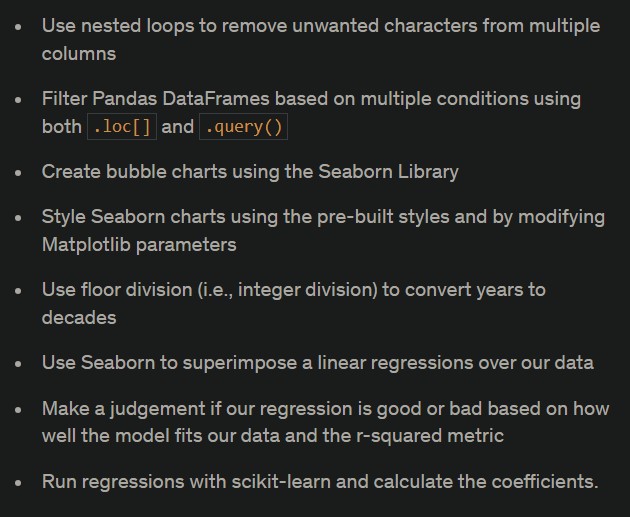 Use nested loops to remove unwanted characters from multiple
columns
Filter Pandas DataFrames based on multiple conditions using
both .loc[] and .query()
Create bubble charts using the Seaborn Library
Style Seaborn charts using the pre-built styles and by modifying
Matplotlib parameters
Use floor division (i.e., integer division) to convert years to
decades
Use Seaborn to superimpose a linear regressions over our data
Make a judgement if our regression is good or bad based on how
well the model fits our data and the r-squared metric
Run regressions with scikit-learn and calculate the coefficients.